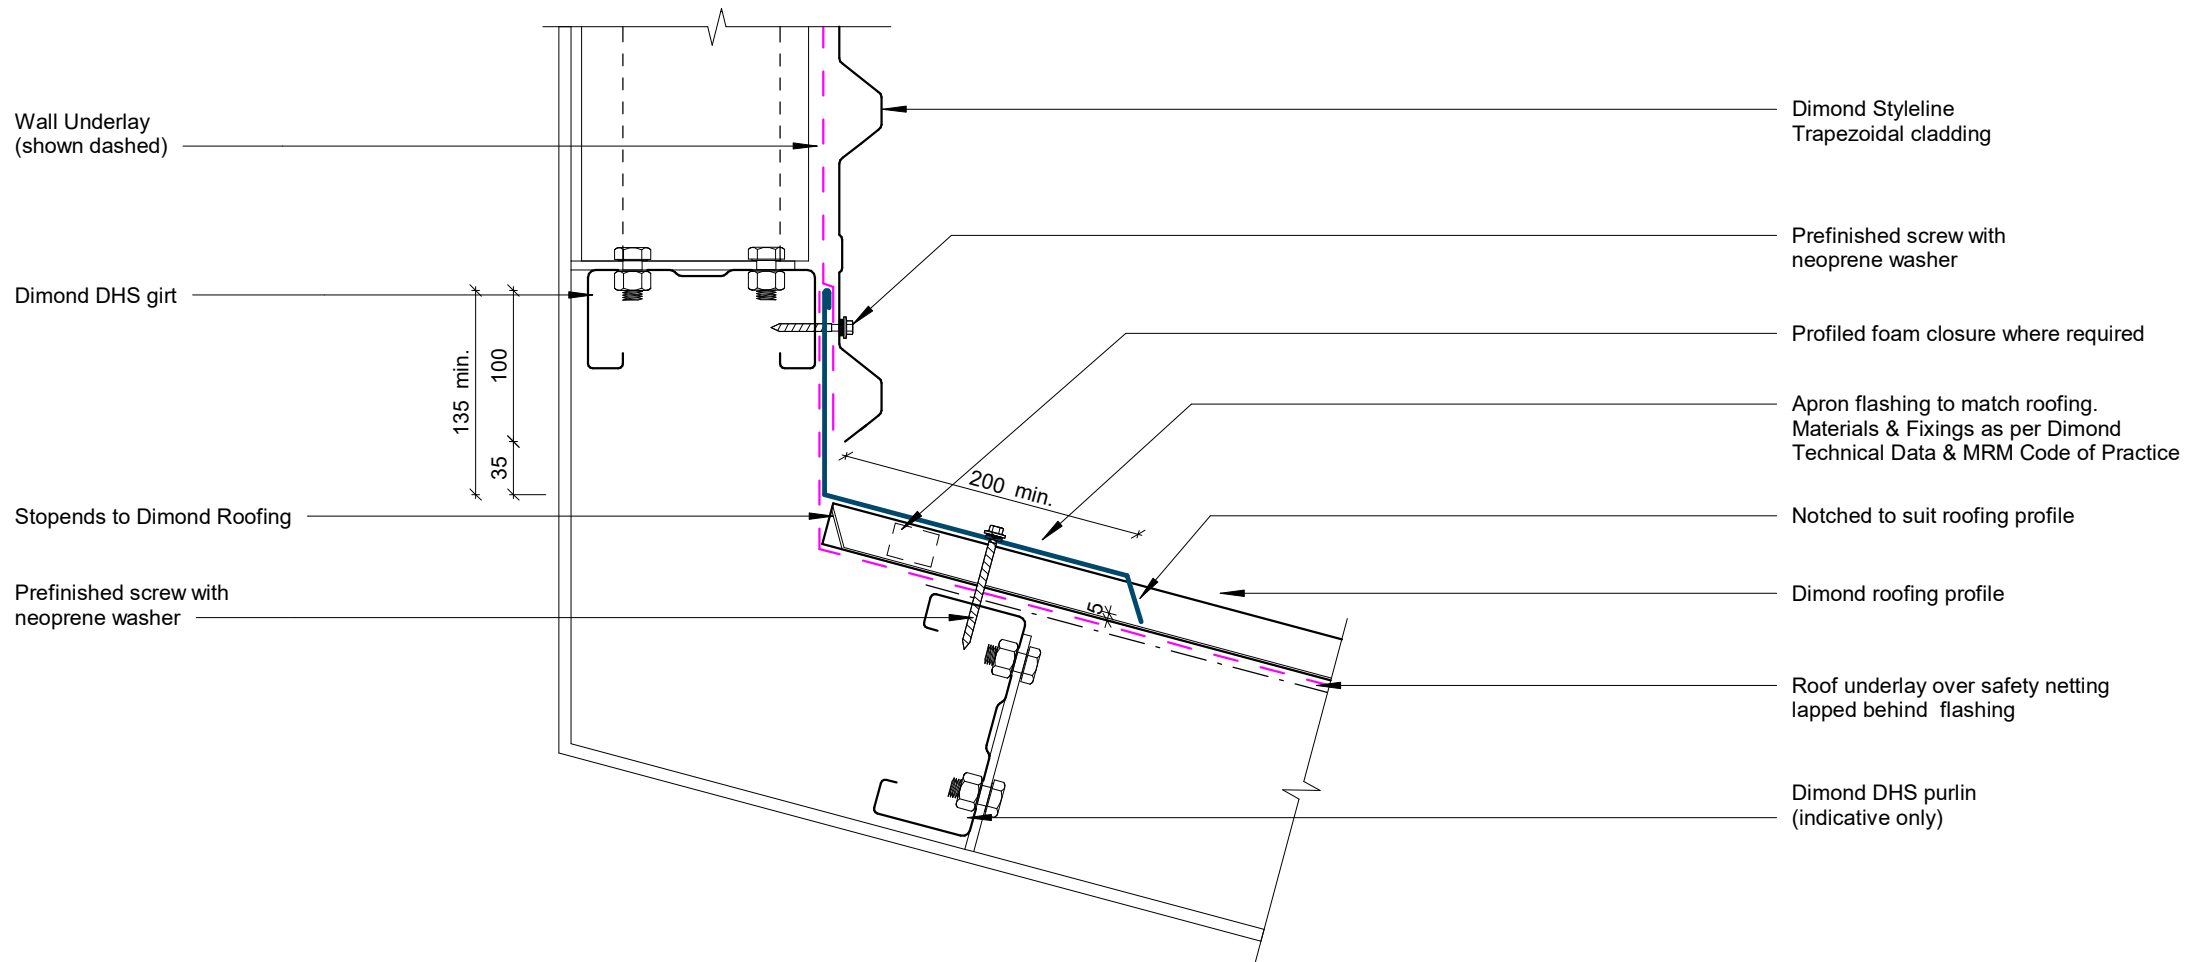 Wall Underlay
(shown dashed)
Dimond DHS girt
135 min.
100
35
Stopends to Dimond Roofing
Prefinished screw with
neoprene washer
200 min.
5
Dimond Styleline
Trapezoidal cladding
Prefinished screw with
neoprene washer
Profiled foam closure where required
Apron flashing to match roofing.
Materials & Fixings as per Dimond
Technical Data & MRM Code of Practice
Notched to suit roofing profile
Dimond roofing profile
Roof underlay over safety netting
lapped behind flashing
Dimond DHS purlin
(indicative only)